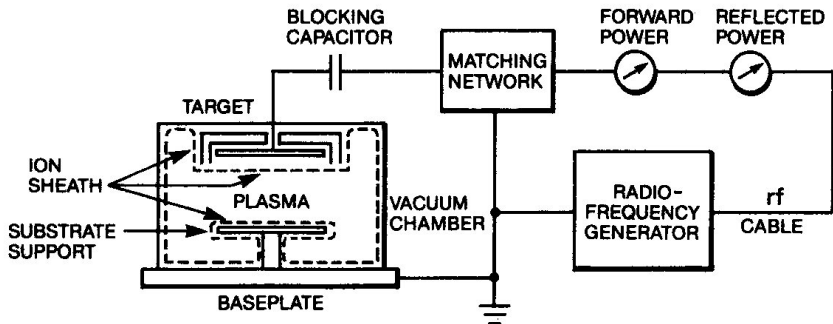 BLOCKING
CAPACITOR
FORWARD
POWER
REFLECTED
POWER
MATCHING
NETWORK
TARGET
ION
SHEATH
PLASMA
VACUUM
CHAMBER
SUBSTRATE
SUPPORT
BASEPLATE
RADIO-
FREQUENCY
GENERATOR
rf
CABLE